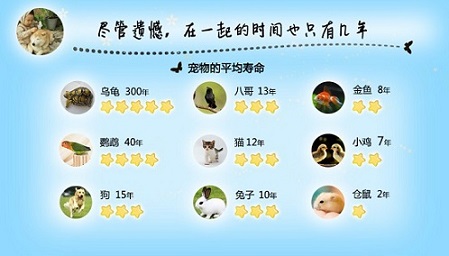 尽管遗憾，在一起的时间也只有几年
宠物的平均寿命
乌龟 300年
八哥 13年
金鱼 8年
鹦鹉 40年
猫 12年
小鸡 7年
狗 15年
兔子 10年
仓鼠 2年